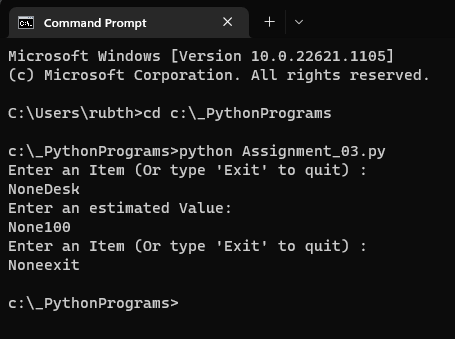 Command Prompt
Microsoft Windows [Version 10.0.22621.1105]
(c) Microsoft Corporation. All rights reserved.
C:\Users\rubth>cd c:\_PythonPrograms
c:\_PythonPrograms>python Assignment_03.py
Enter an Item (Or type 'Exit' to quit) :
NoneDesk
Enter an estimated Value:
None100
Enter an Item (Or type 'Exit' to quit) :
Noneexit
c:\_PythonPrograms>